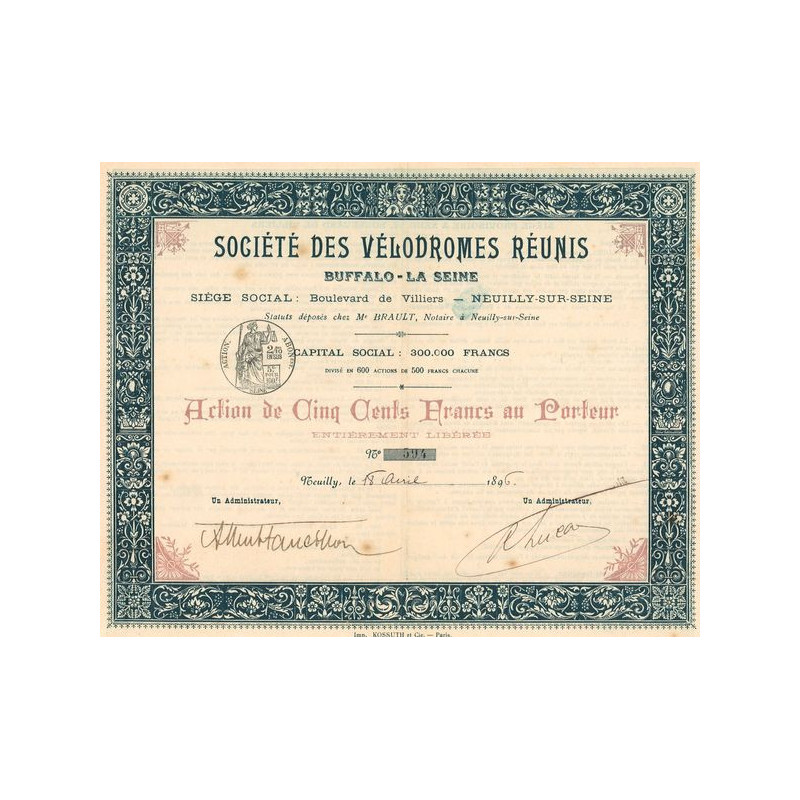 SOCIÉTÉ DES VÉLODROMES RÉUNIS
BUFFALO - LA SEINE
SIÉGE SOCIAL : Boulevard de Villiers — NEUILLY-SUR-SEINE
Statuts déposés chez Me BRAULT, Notaire à Neuilly-sur-Seine
ACTION. ABON
CAPITAL SOCIAL : 300.000 FRANCS
DIVISÉ EN 600 ACTIONS DE 500 FRANCS CHACUNE
Action de Cinq Cents Francs au Porteur
ENTIÈREMENT LIBÉRÉE
No 594
Neuilly, le 18 Avril 1896.
Un Administrateur, Un Administrateur,
Imp. KOSSUTH et Cie. — Paris.